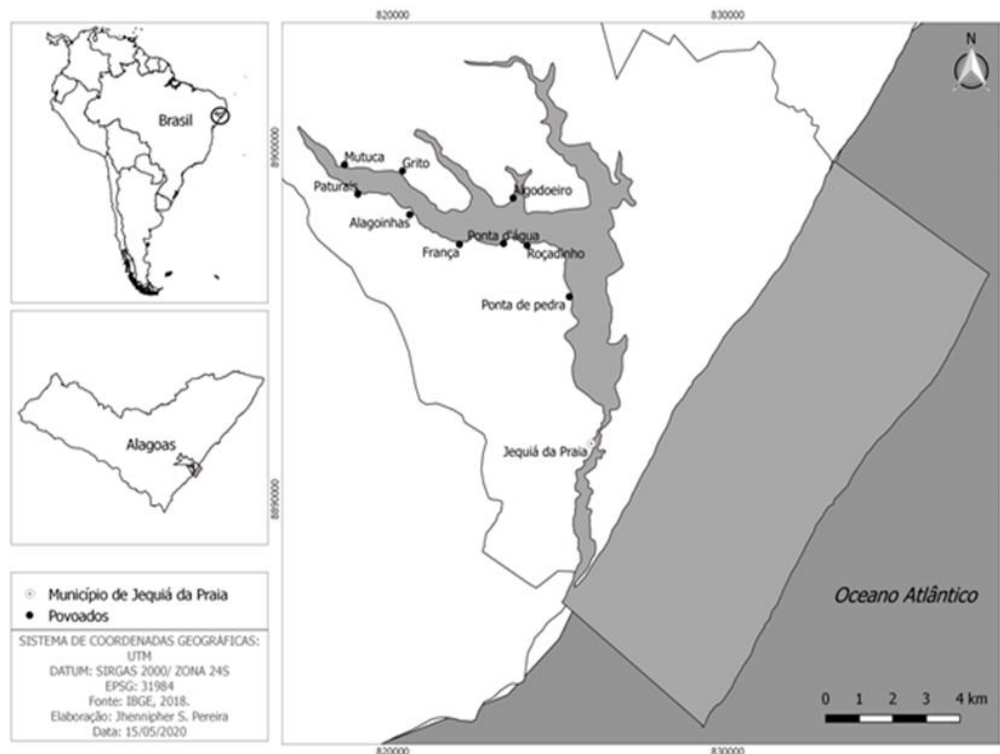 Brasil
Alagoas
Município de Jequiá da Praia
Povoados
SISTEMA DE COORDENADAS GEOGRÁFICAS:
UTM
DATUM: SIRGAS 2000/ ZONA 24S
EPSG: 31984
Fonte: IBGE, 2018.
Elaboração: Jhennipher S. Pereira
Data: 15/05/2020
820000
830000
8900000
8890000
N
Mutuca
Grito
Paturais
Algodoeiro
Alagoinhas
Ponta d'água
França
Roçadinho
Ponta de pedra
Jequiá da Praia
Oceano Atlântico
0 1 2 3 4 km
820000
830000